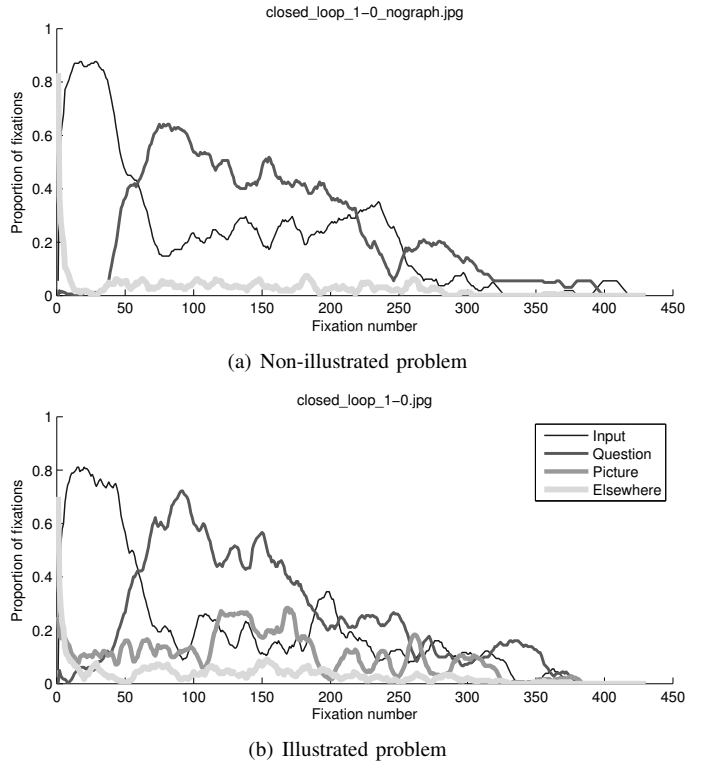 closed_loop_1−0_nograph.jpg
1
0.8
0.6
0.4
0.2
0
Proportion of fixations
0 50 100 150 200 250 300 350 400 450
Fixation number
(a) Non-illustrated problem
closed_loop_1−0.jpg
1
0.8
0.6
0.4
0.2
0
Proportion of fixations
Input
Question
Picture
Elsewhere
0 50 100 150 200 250 300 350 400 450
Fixation number
(b) Illustrated problem